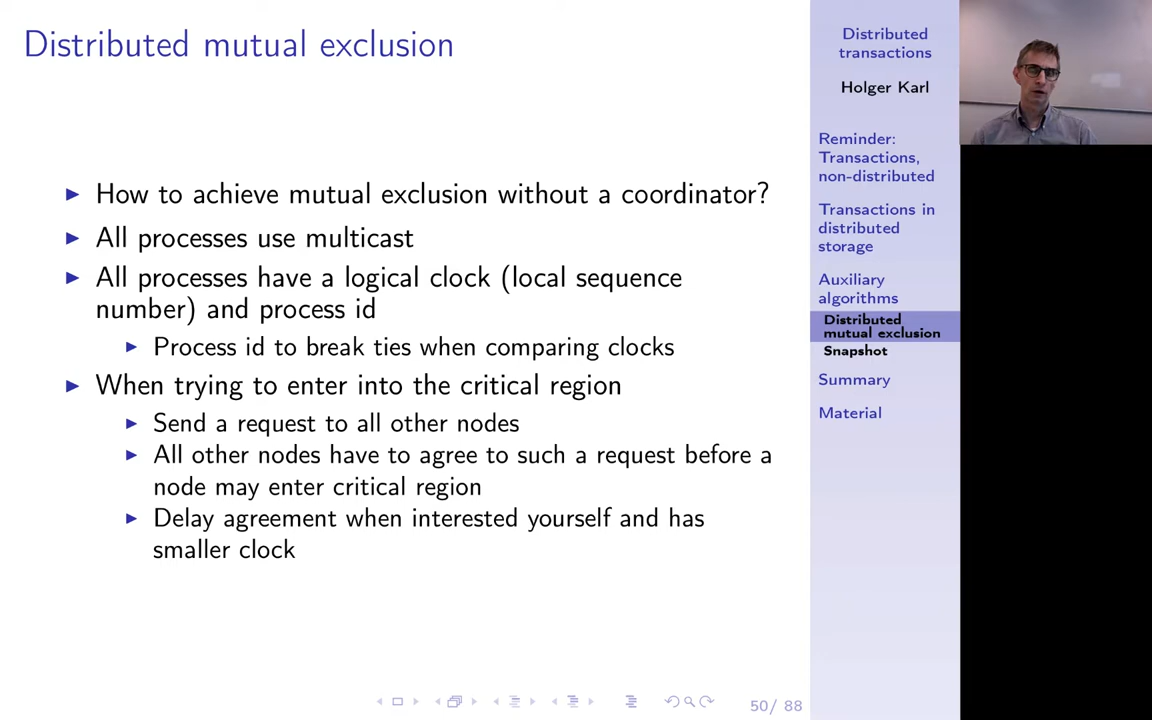 Distributed mutual exclusion
How to achieve mutual exclusion without a coordinator?
All processes use multicast
All processes have a logical clock (local sequence
number) and process id
Process id to break ties when comparing clocks
When trying to enter into the critical region
Send a request to all other nodes
All other nodes have to agree to such a request before a
node may enter critical region
Delay agreement when interested yourself and has
smaller clock
50/ 88
Distributed
transactions
Holger Karl
Reminder:
Transactions,
non-distributed
Transactions in
distributed
storage
Auxiliary
algorithms
Distributed
mutual exclusion
Snapshot
Summary
Material